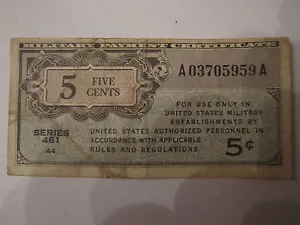 MILITARY PAYMENT CERTIFICATE
5 FIVE
CENTS
A03705959A
FOR USE ONLY IN
UNITED STATES MILITARY
ESTABLISHMENTS BY
UNITED STATES AUTHORIZED PERSONNEL IN
ACCORDANCE WITH APPLICABLE
RULES AND REGULATIONS.
SERIES
461
44
5¢